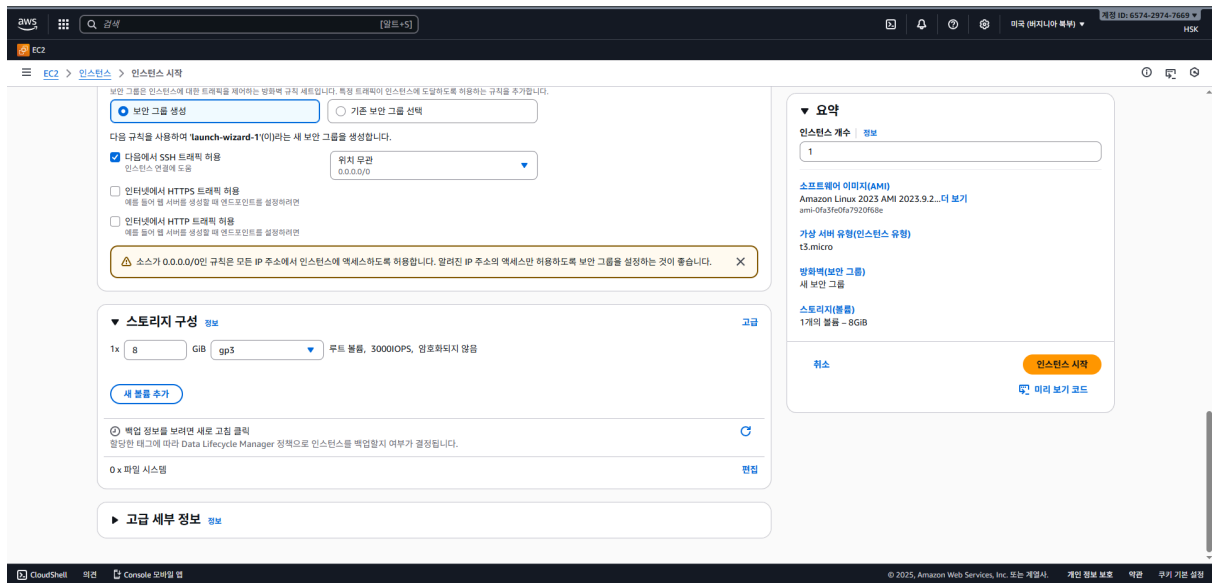 aws
검색
[알트+S]
미국 (버지니아 북부) ▼
계정 ID: 6574-2974-7669 ▼
HSK
EC2
EC2 > 인스턴스 > 인스턴스 시작
보안 그룹은 인스턴스에 대한 트래픽을 제어하는 방화벽 규칙 세트입니다. 특정 트래픽이 인스턴스에 도달하도록 허용하는 규칙을 추가합니다.
보안 그룹 생성
기존 보안 그룹 선택
다음 규칙을 사용하여 'launch-wizard-1'(이)라는 새 보안 그룹을 생성합니다.
다음에서 SSH 트래픽 허용
인스턴스 연결에 도움
위치 무관
0.0.0.0/0
인터넷에서 HTTPS 트래픽 허용
예를 들어 웹 서버를 생성할 때 엔드포인트를 설정하려면
인터넷에서 HTTP 트래픽 허용
예를 들어 웹 서버를 생성할 때 엔드포인트를 설정하려면
소스가 0.0.0.0/0인 규칙은 모든 IP 주소에서 인스턴스에 액세스하도록 허용합니다. 알려진 IP 주소의 액세스만 허용하도록 보안 그룹을 설정하는 것이 좋습니다.
▼ 스토리지 구성 정보
고급
1x 8 GiB gp3 루트 볼륨, 3000IOPS, 암호화되지 않음
새 볼륨 추가
백업 정보를 보려면 새로 고침 클릭
할당한 태그에 따라 Data Lifecycle Manager 정책으로 인스턴스를 백업할지 여부가 결정됩니다.
0 x 파일 시스템
편집
▶ 고급 세부 정보 정보
▼ 요약
인스턴스 개수 정보
1
소프트웨어 이미지(AMI)
Amazon Linux 2023 AMI 2023.9.2...더 보기
ami-0fa3fe0fa7920f68e
가상 서버 유형(인스턴스 유형)
t3.micro
방화벽(보안 그룹)
새 보안 그룹
스토리지(볼륨)
1개의 볼륨 – 8GiB
취소
인스턴스 시작
미리 보기 코드
CloudShell 의견 Console 모바일 앱
© 2025, Amazon Web Services, Inc. 또는 계열사. 개인 정보 보호 약관 쿠키 기본 설정